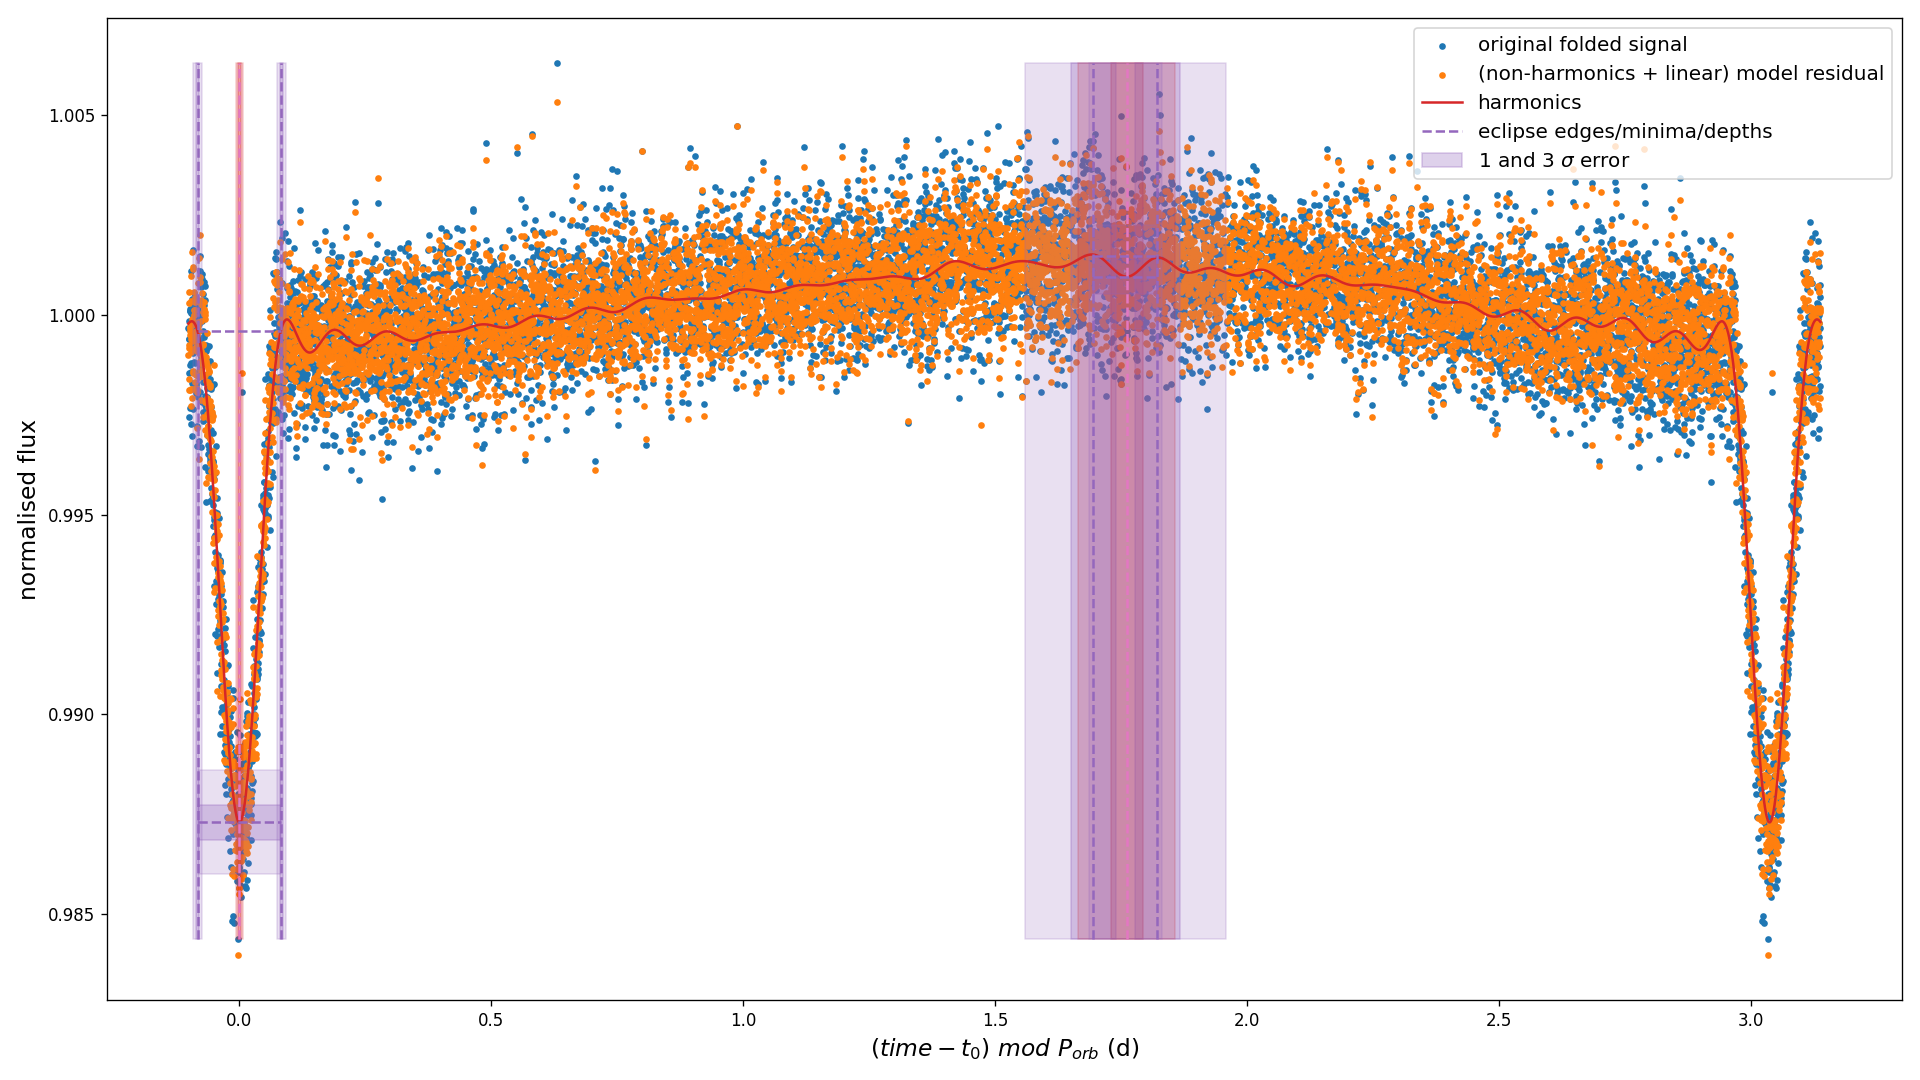 original folded signal
(non-harmonics + linear) model residual
harmonics
eclipse edges/minima/depths
1 and 3 σ error
normalised flux
1.005
1.000
0.995
0.990
0.985
0.0 0.5 1.0 1.5 2.0 2.5 3.0
(time − t₀) mod P_orb (d)